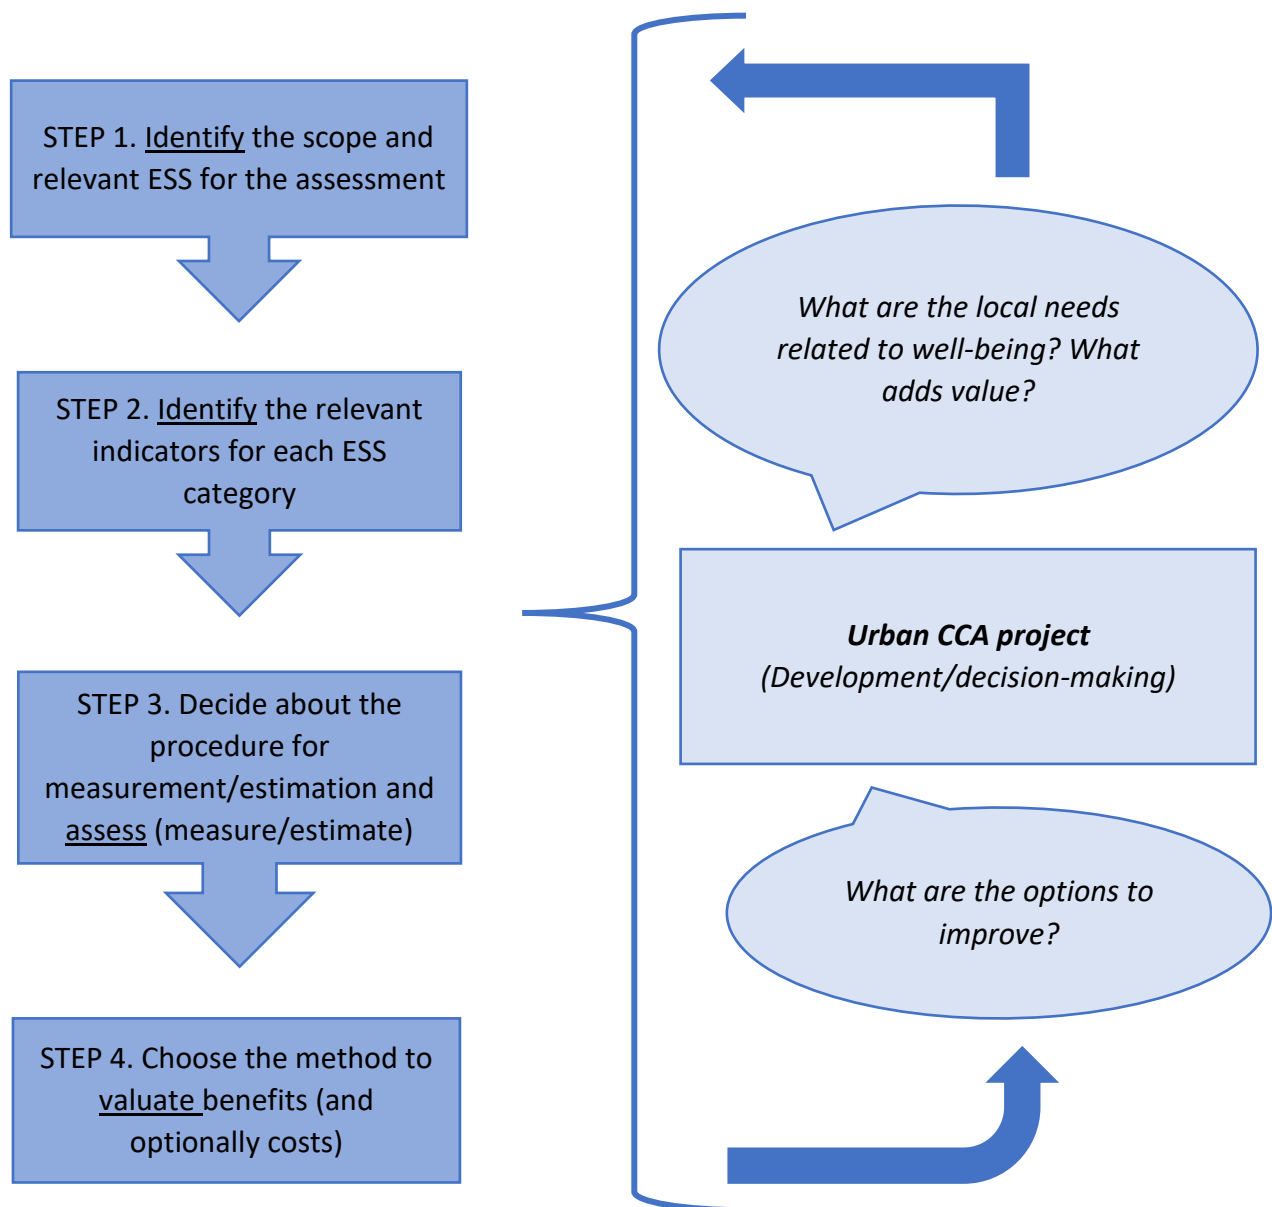 STEP 1. Identify the scope and
relevant ESS for the assessment
STEP 2. Identify the relevant
indicators for each ESS
category
STEP 3. Decide about the
procedure for
measurement/estimation and
assess (measure/estimate)
STEP 4. Choose the method to
valuate benefits (and
optionally costs)
What are the local needs
related to well-being? What
adds value?
Urban CCA project
(Development/decision-making)
What are the options to
improve?